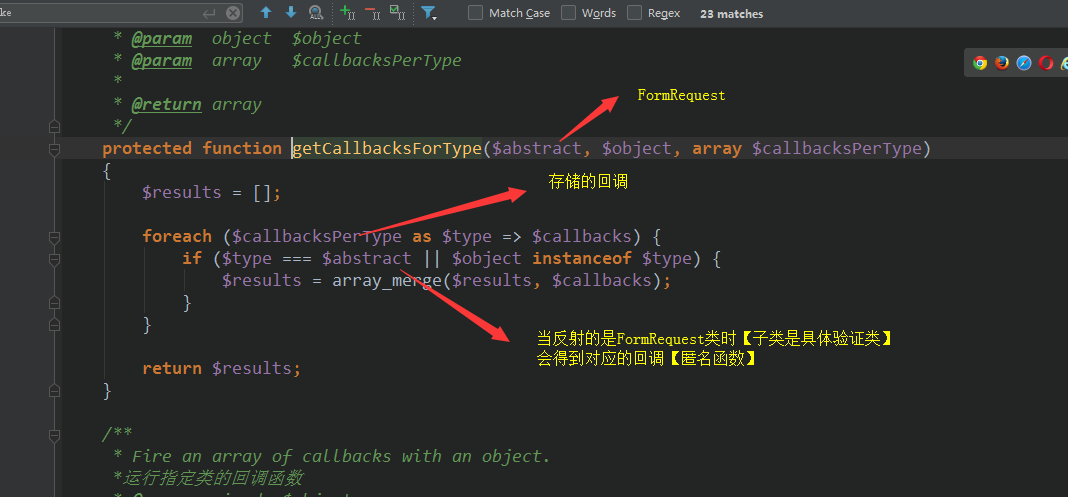 ke
Match Case
Words
Regex
23 matches
* @param object $object
* @param array $callbacksPerType
*
* @return array
*/
FormRequest
protected function getCallbacksForType($abstract, $object, array $callbacksPerType)
{
存储的回调
$results = [];
foreach ($callbacksPerType as $type => $callbacks) {
if ($type === $abstract || $object instanceof $type) {
$results = array_merge($results, $callbacks);
}
当反射的是FormRequest类时【子类是具体验证类】
}
会得到对应的回调【匿名函数】
return $results;
}
/**
* Fire an array of callbacks with an object.
*运行指定类的回调函数